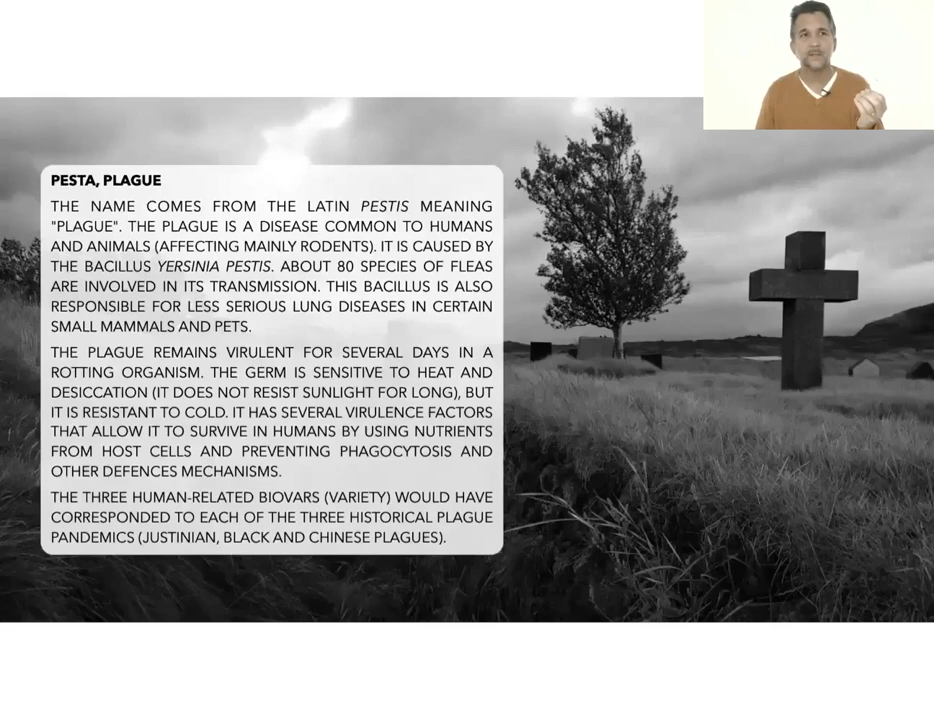 PESTA, PLAGUE
THE NAME COMES FROM THE LATIN PESTIS MEANING
"PLAGUE". THE PLAGUE IS A DISEASE COMMON TO HUMANS
AND ANIMALS (AFFECTING MAINLY RODENTS). IT IS CAUSED BY
THE BACILLUS YERSINIA PESTIS. ABOUT 80 SPECIES OF FLEAS
ARE INVOLVED IN ITS TRANSMISSION. THIS BACILLUS IS ALSO
RESPONSIBLE FOR LESS SERIOUS LUNG DISEASES IN CERTAIN
SMALL MAMMALS AND PETS.
THE PLAGUE REMAINS VIRULENT FOR SEVERAL DAYS IN A
ROTTING ORGANISM. THE GERM IS SENSITIVE TO HEAT AND
DESICCATION (IT DOES NOT RESIST SUNLIGHT FOR LONG), BUT
IT IS RESISTANT TO COLD. IT HAS SEVERAL VIRULENCE FACTORS
THAT ALLOW IT TO SURVIVE IN HUMANS BY USING NUTRIENTS
FROM HOST CELLS AND PREVENTING PHAGOCYTOSIS AND
OTHER DEFENCES MECHANISMS.
THE THREE HUMAN-RELATED BIOVARS (VARIETY) WOULD HAVE
CORRESPONDED TO EACH OF THE THREE HISTORICAL PLAGUE
PANDEMICS (JUSTINIAN, BLACK AND CHINESE PLAGUES).